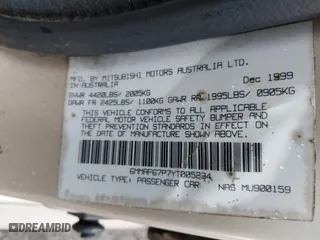 MFD. BY MITSUBISHI MOTORS AUSTRALIA LTD.
IN AUSTRALIA
Dec 1999
GVWR 4420LBS/ 2005KG
GAWR FR 2425LBS/ 1100KG GAWR RR 1995LBS/ 0905KG
THIS VEHICLE CONFORMS TO ALL APPLICABLE
FEDERAL MOTOR VEHICLE SAFETY BUMPER AND
THEFT PREVENTION STANDARDS IN EFFECT ON
THE DATE OF MANUFACTURE SHOWN ABOVE.
6MMAP67P7YT005224
VEHICLE TYPE: PASSENGER CAR
NAS MU900159
DREAMBID